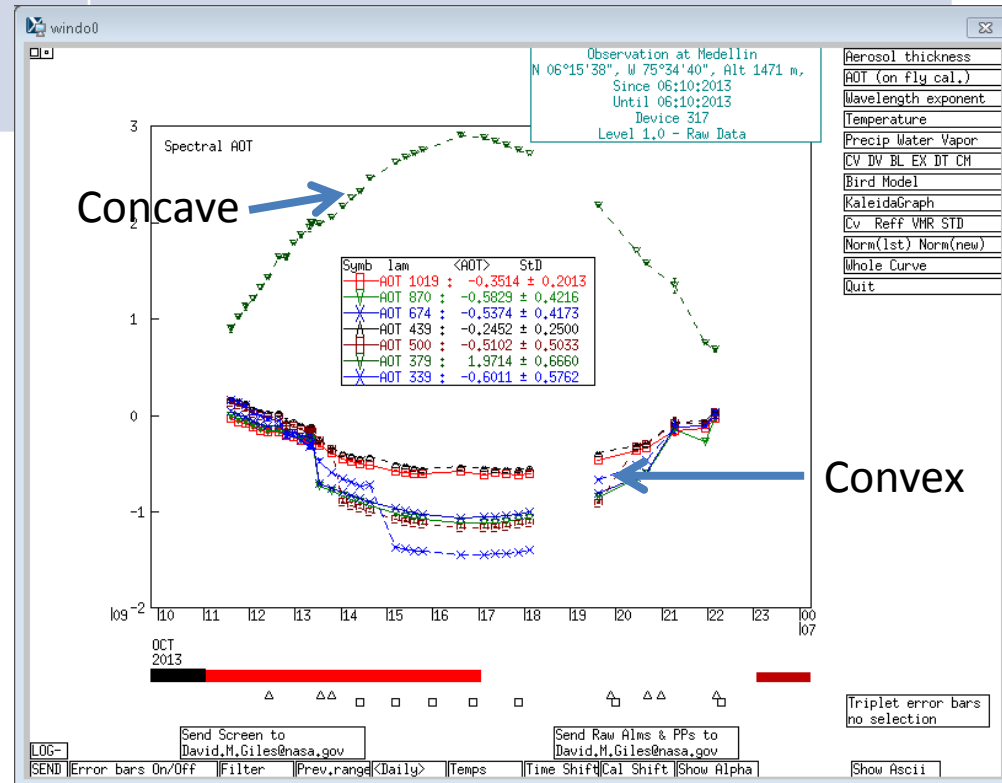 windo0
Observation at Medellin
N 06°15'38", W 75°34'40", Alt 1471 m,
Since 06:10:2013
Until 06:10:2013
Device 317
Level 1.0 - Raw Data
Aerosol thickness
AOT (on fly cal.)
Wavelength exponent
Temperature
Precip Water Vapor
CV DV BL EX DT CM
Bird Model
KaleidaGraph
Cv Reff VMR STD
Norm(lst) Norm(new)
Whole Curve
Quit
Spectral AOT
Concave
Convex
Symb lam <AOT> StD
AOT 1019 : -0.3514 ± 0.2013
AOT 870 : -0.5829 ± 0.4216
AOT 674 : -0.5374 ± 0.4173
AOT 439 : -0.2452 ± 0.2500
AOT 500 : -0.5102 ± 0.5033
AOT 379 : 1.9714 ± 0.6660
AOT 339 : -0.6011 ± 0.5762
3
2
1
0
-1
-2
|09 |10 |11 |12 |13 |14 |15 |16 |17 |18 |19 |20 |21 |22 |23 |00
|07
OCT
2013
Triplet error bars
no selection
Send Screen to
David.M.Giles@nasa.gov
Send Raw Alms & PPs to
David.M.Giles@nasa.gov
LOG-
SEND Error bars On/Off Filter Prev.range <Daily> Temps Time Shift Cal Shift Show Alpha Show Ascii